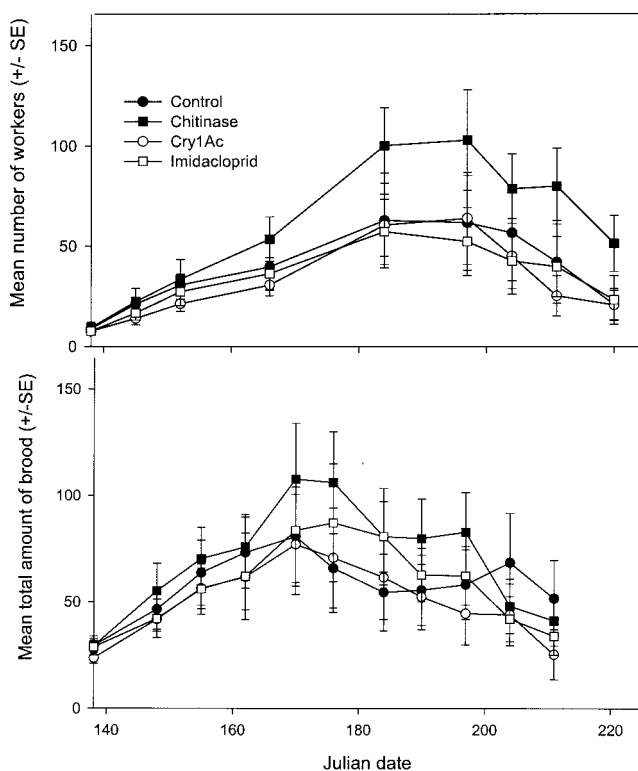 150
100
50
0
Mean number of workers (+/- SE)
Control
Chitinase
Cry1Ac
Imidacloprid
150
100
50
0
Mean total amount of brood (+/-SE)
140 160 180 200 220
Julian date